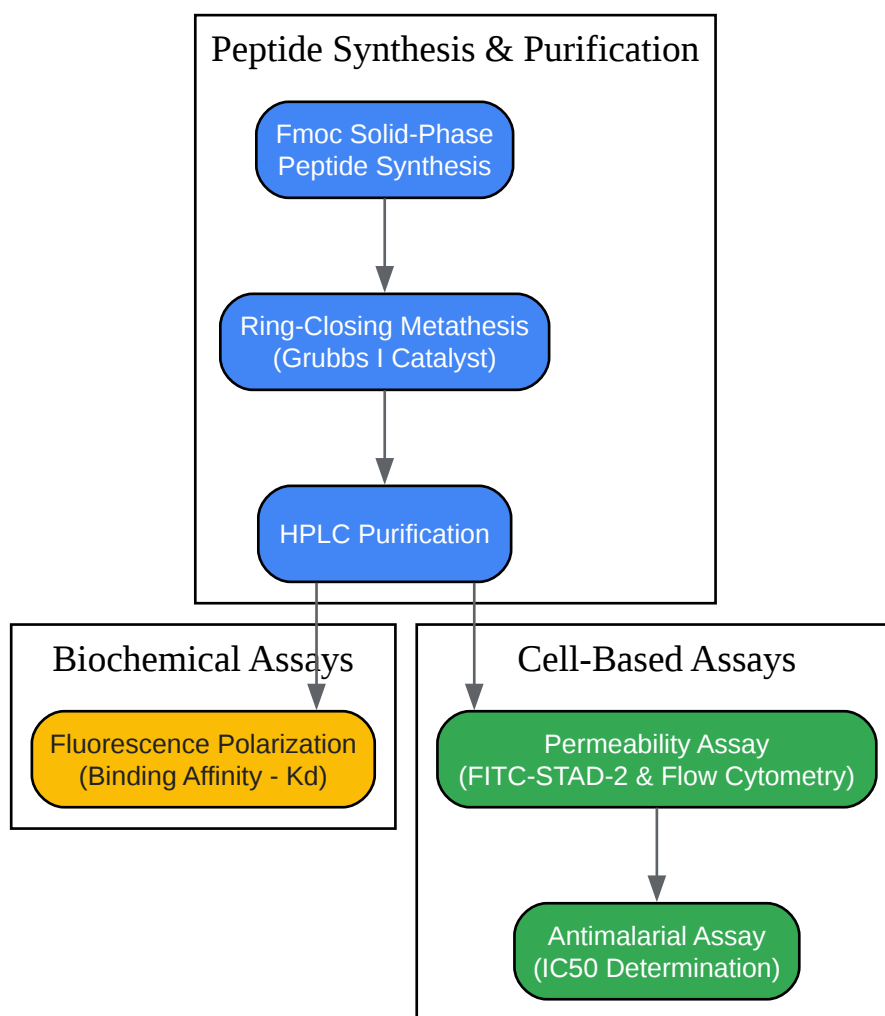 Peptide Synthesis & Purification
Fmoc Solid-Phase
Peptide Synthesis
Ring-Closing Metathesis
(Grubbs I Catalyst)
HPLC Purification
Biochemical Assays
Fluorescence Polarization
(Binding Affinity - Kd)
Cell-Based Assays
Permeability Assay
(FITC-STAD-2 & Flow Cytometry)
Antimalarial Assay
(IC50 Determination)